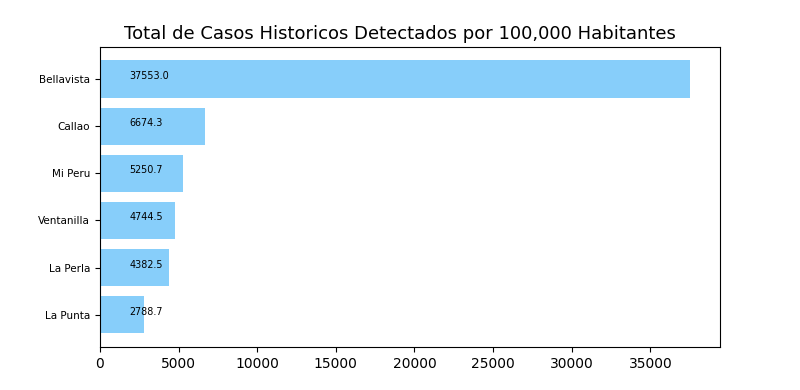 Total de Casos Historicos Detectados por 100,000 Habitantes
Bellavista 37553.0
Callao 6674.3
Mi Peru 5250.7
Ventanilla 4744.5
La Perla 4382.5
La Punta 2788.7
0 5000 10000 15000 20000 25000 30000 35000